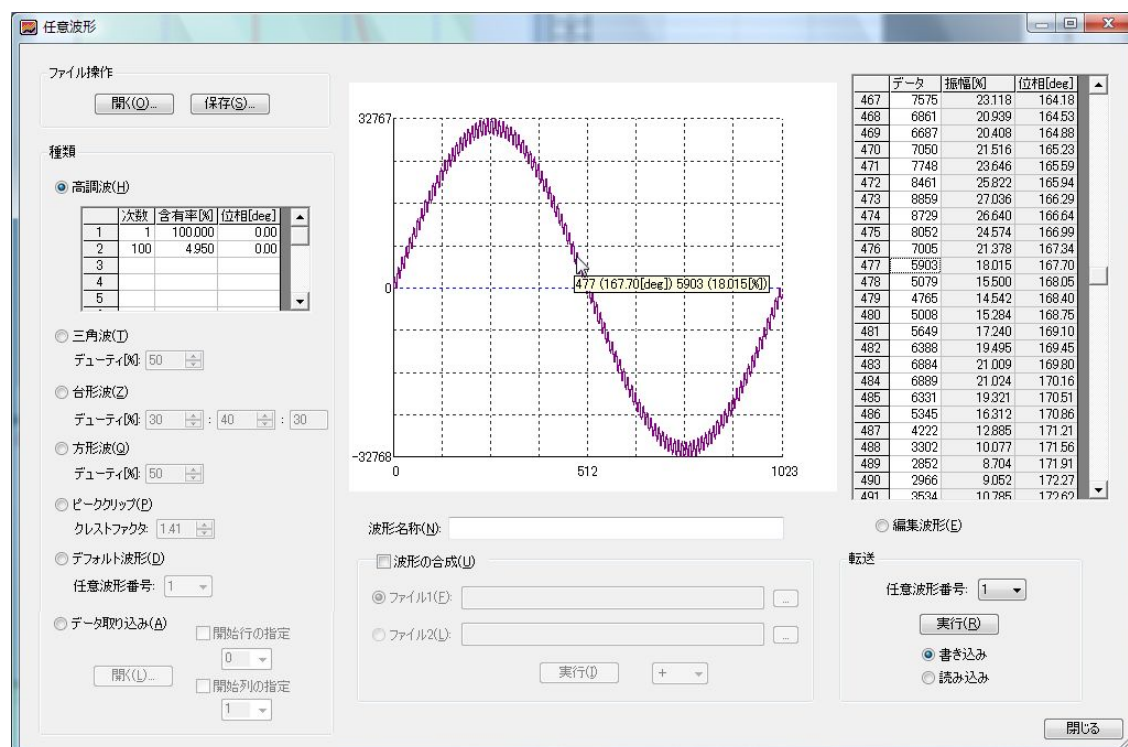 任意波形
ファイル操作
開く(O)...
保存(S)...
種類
高調波(H)
次数 含有率[%] 位相[deg]
1 1 100.000 0.00
2 100 4.950 0.00
3
4
5
三角波(T)
デューティ[%]: 50
台形波(Z)
デューティ[%]: 30 : 40 : 30
方形波(Q)
デューティ[%]: 50
ピーククリップ(P)
クレストファクタ: 1.41
デフォルト波形(D)
任意波形番号: 1
データ取り込み(A)
開始行の指定
0
開く(L)...
開始列の指定
1
32767
0
-32768
0 512 1023
477 (167.70[deg]) 5903 (18.015[%])
波形名称(N):
波形の合成(U)
ファイル1(F):
...
ファイル2(L):
...
実行(I)
+
データ 振幅[%] 位相[deg]
467 7575 23.118 164.18
468 6861 20.939 164.53
469 6687 20.408 164.88
470 7050 21.516 165.23
471 7748 23.646 165.59
472 8461 25.822 165.94
473 8859 27.036 166.29
474 8729 26.640 166.64
475 8052 24.574 166.99
476 7005 21.378 167.34
477 5903 18.015 167.70
478 5079 15.500 168.05
479 4765 14.542 168.40
480 5008 15.284 168.75
481 5649 17.240 169.10
482 6388 19.495 169.45
483 6884 21.009 169.80
484 6889 21.024 170.16
485 6331 19.321 170.51
486 5345 16.312 170.86
487 4222 12.885 171.21
488 3302 10.077 171.56
489 2852 8.704 171.91
490 2966 9.052 172.27
491 3534 10.785 172.62
編集波形(E)
転送
任意波形番号: 1
実行(R)
書き込み
読み込み
閉じる